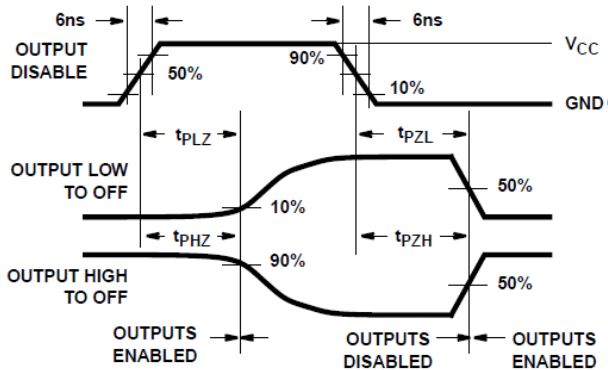 6ns
6ns
OUTPUT
DISABLE
50%
90%
10%
VCC
GND
tPLZ
tPZL
OUTPUT LOW
TO OFF
10%
50%
tPHZ
tPZH
OUTPUT HIGH
TO OFF
90%
50%
OUTPUTS
ENABLED
OUTPUTS
DISABLED
OUTPUTS
ENABLED